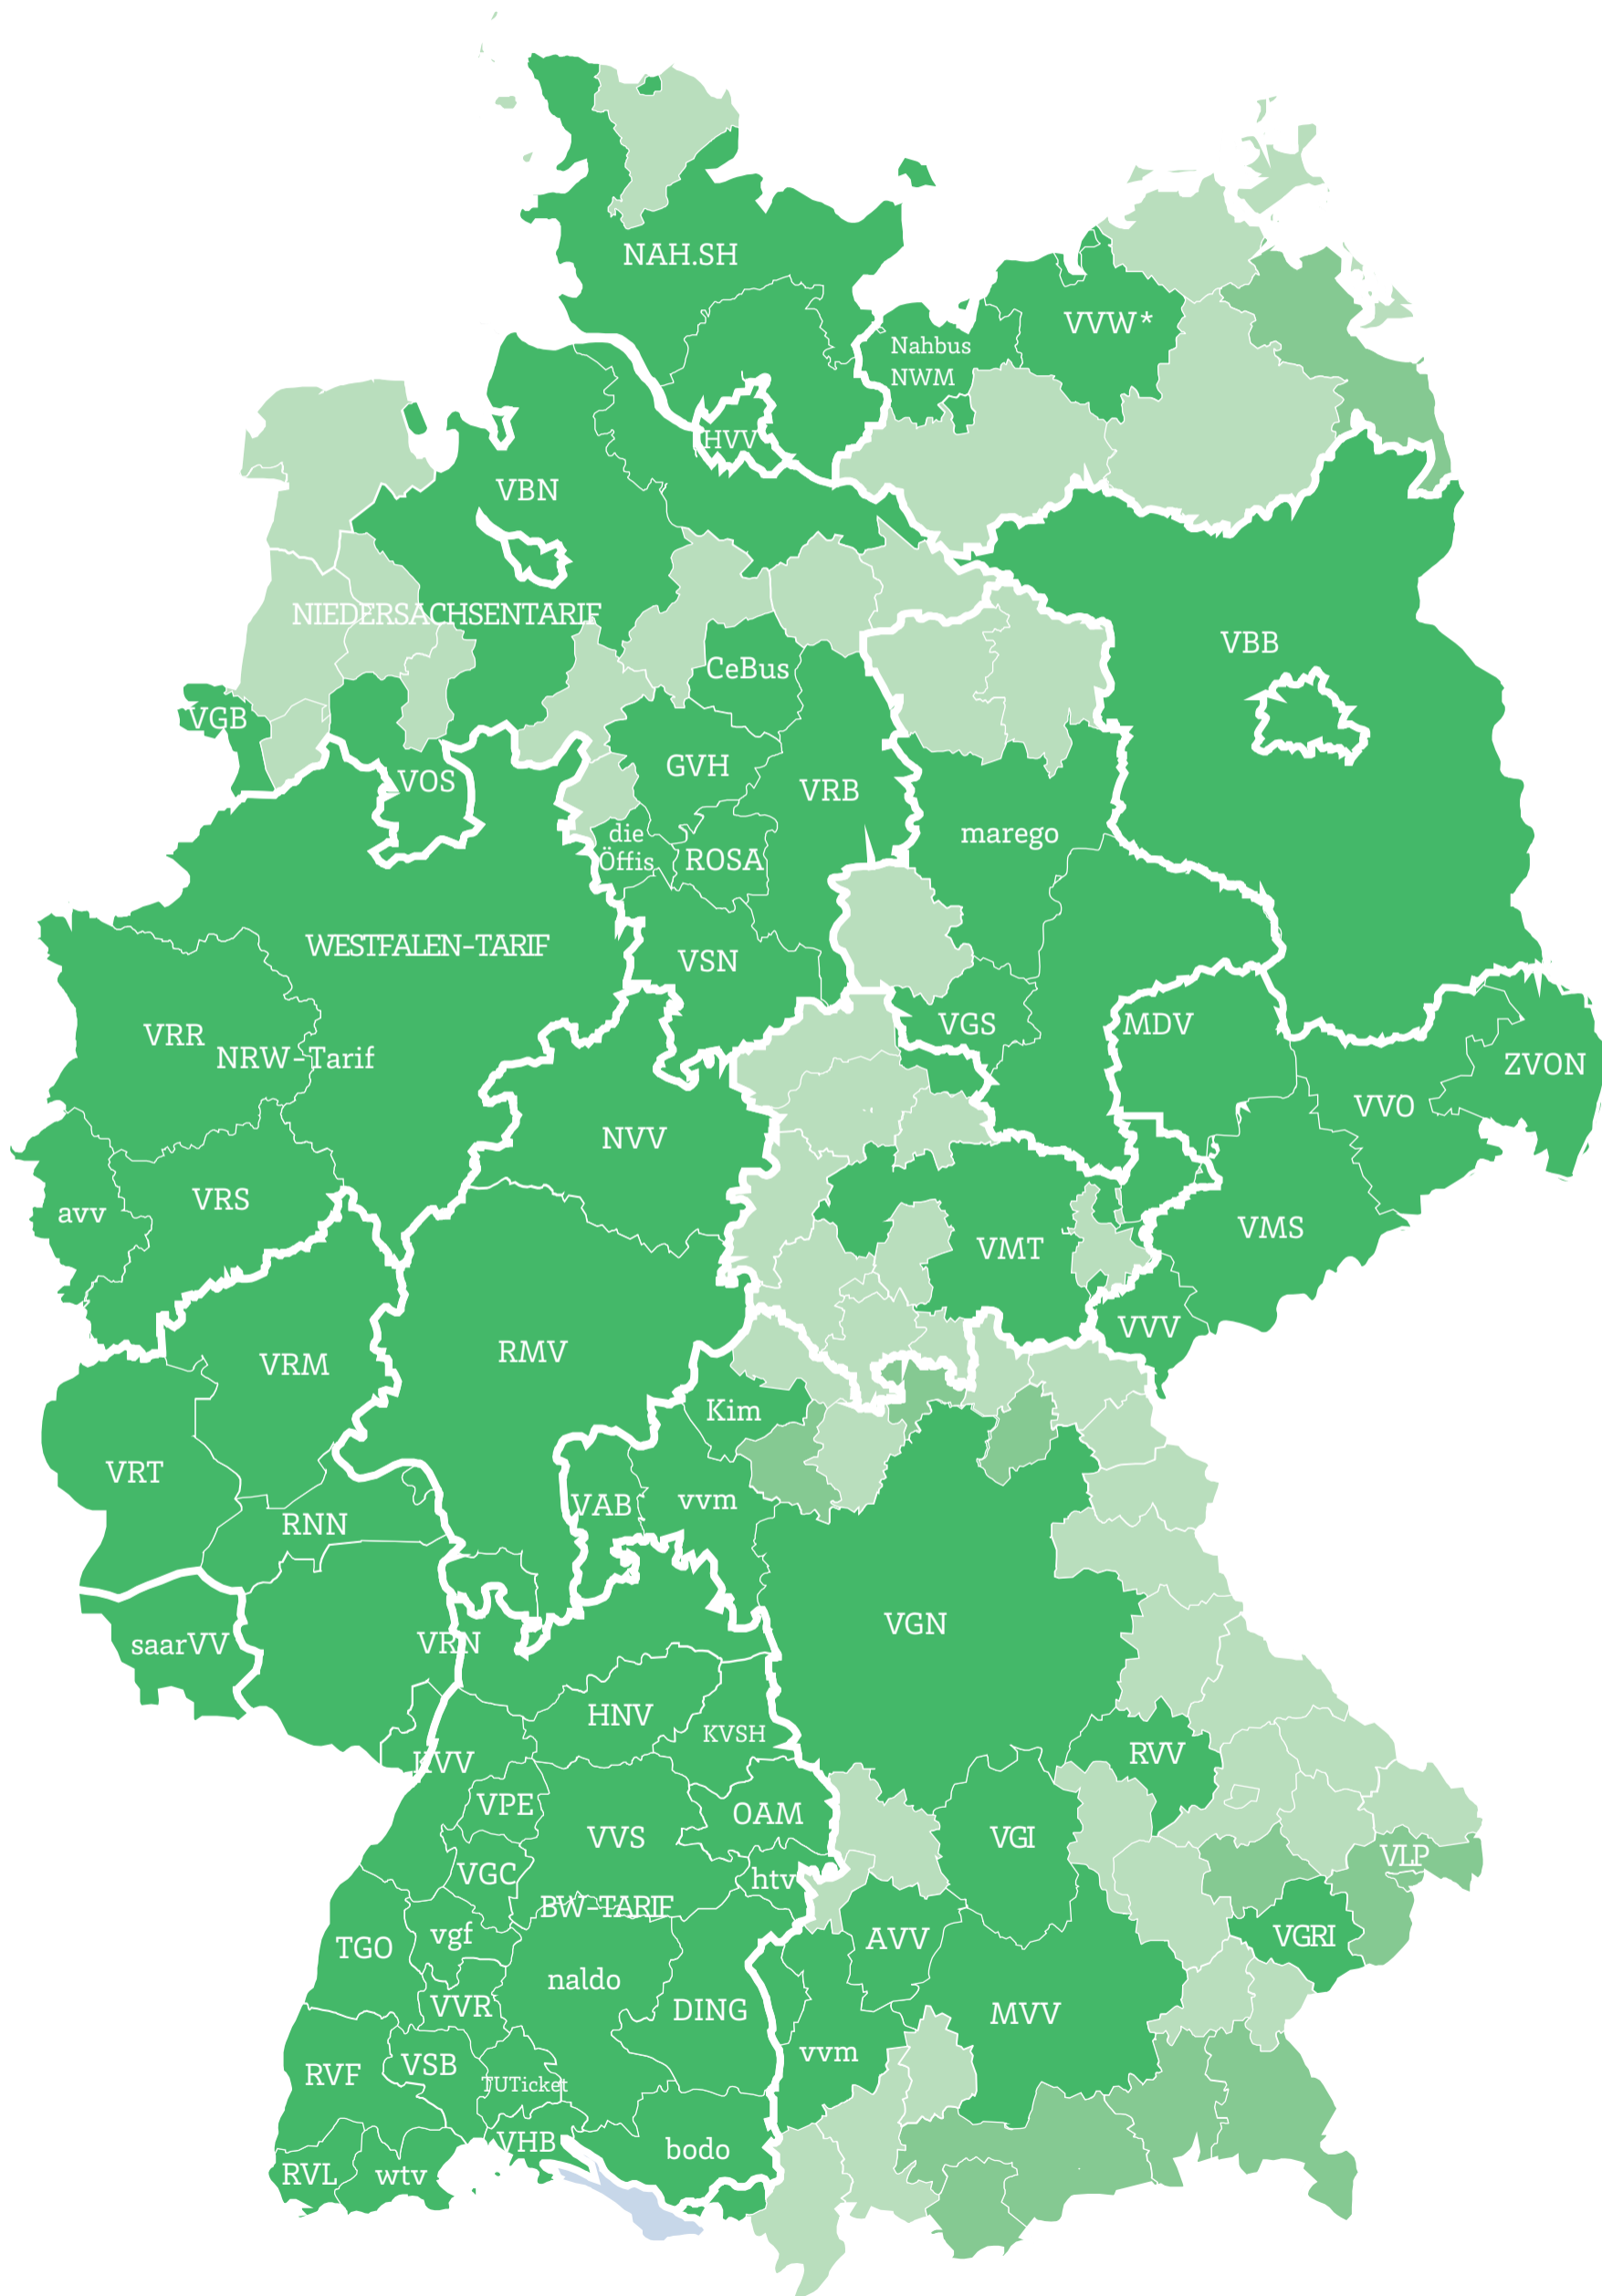 NAH.SH
VVW*
Nahbus
NWM
HVV
VBN
NIEDERSACHSENTARIF
VBB
CeBus
VGB
GVH
VOS
VRB
die
Öffis
ROSA
marego
WESTFALEN-TARIF
VSN
VGS
MDV
VRR
NRW-Tarif
ZVON
VVO
NVV
VRS
avv
VMS
VMT
VVV
RMV
VRM
Kim
VRT
vvm
VAB
RNN
VGN
saarVV
VRN
HNV
KVSH
RVV
KVV
VPE
OAM
VVS
VGI
VLP
VGC
htv
BW-TARIF
vgf
AVV
VGRI
TGO
naldo
VVR
DING
MVV
vvm
VSB
RVF
TUTicket
VHB
bodo
RVL
wtv